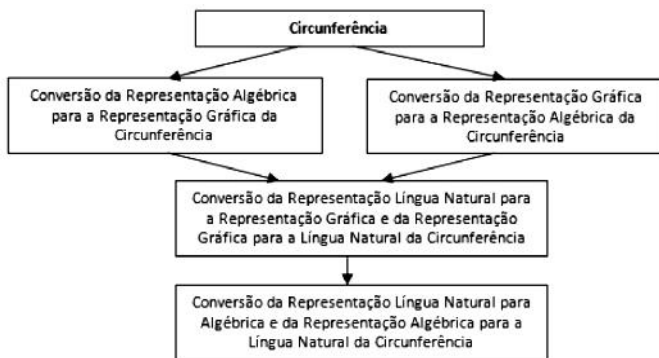 Circunferência
Conversão da Representação Algébrica
para a Representação Gráfica da
Circunferência
Conversão da Representação Gráfica
para a Representação Algébrica da
Circunferência
Conversão da Representação Língua Natural para
a Representação Gráfica e da Representação
Gráfica para a Língua Natural da Circunferência
Conversão da Representação Língua Natural para
Algébrica e da Representação Algébrica para a
Língua Natural da Circunferência